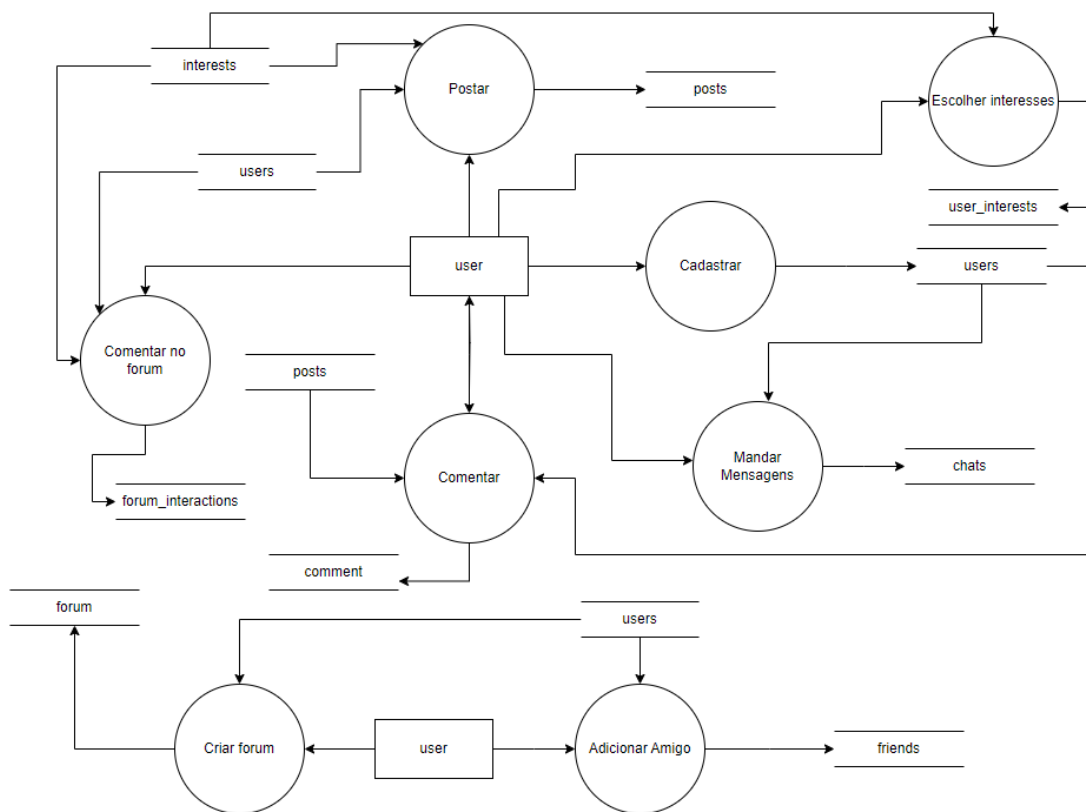 interests
Postar
posts
Escolher interesses
users
user_interests
user
Cadastrar
users
Comentar no
forum
posts
Mandar
Mensagens
chats
Comentar
forum_interactions
comment
forum
users
Criar forum
user
Adicionar Amigo
friends